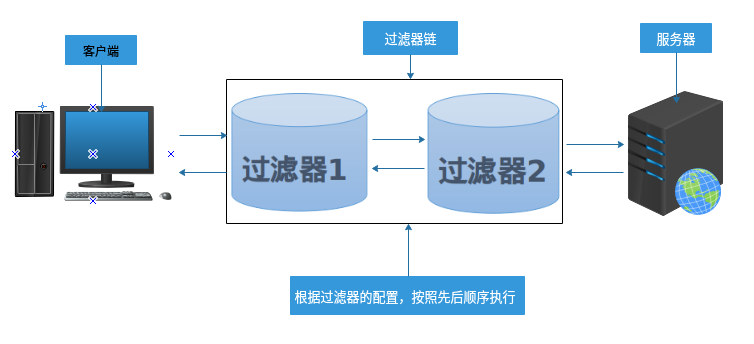 过滤器链
服务器
客户端
过滤器1
过滤器2
根据过滤器的配置，按照先后顺序执行